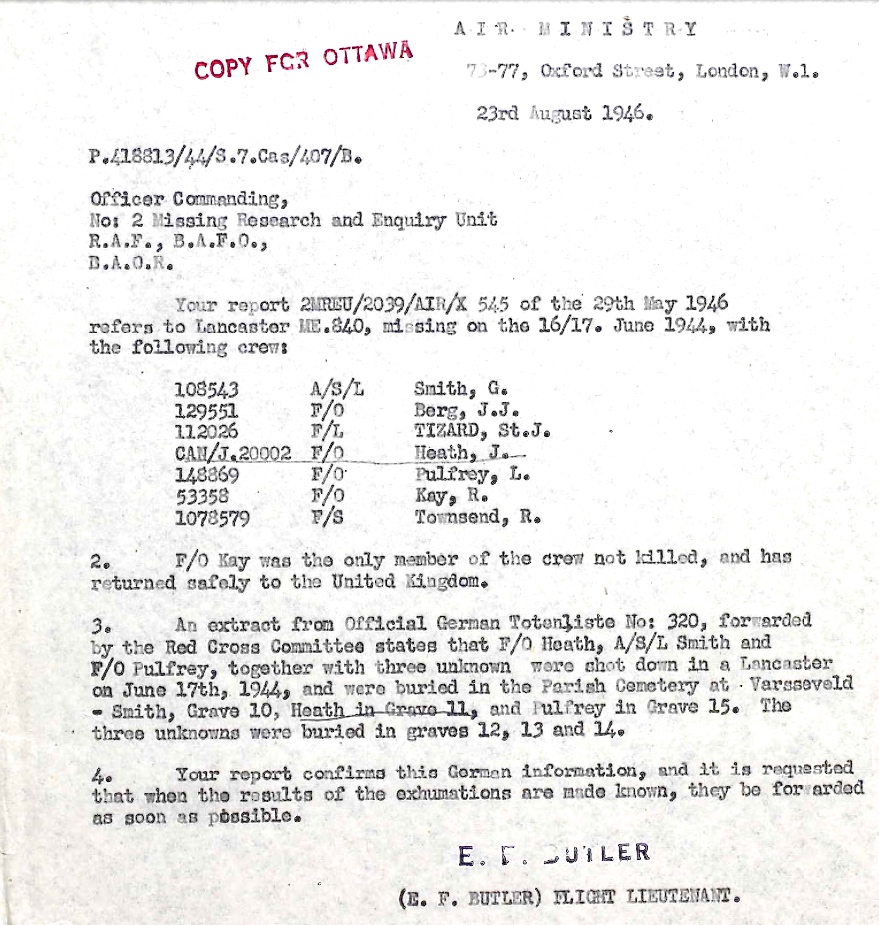 AIR MINISTRY
COPY FOR OTTAWA
73-77, Oxford Street, London, W.1.
23rd August 1946.
P.418813/44/S.7.Cas/407/B.
Officer Commanding,
No: 2 Missing Research and Enquiry Unit
R.A.F., B.A.F.O.,
B.A.O.R.
Your report 2MREU/2039/AIR/X 545 of the 29th May 1946
refers to Lancaster ME.840, missing on the 16/17. June 1944, with
the following crew:
108543 A/S/L Smith, G.
129551 F/O Berg, J.J.
112026 F/L TIZARD, St.J.
CAN/J.20002 F/O Heath, J.
148869 F/O Pulfrey, L.
53358 F/O Kay, R.
1078579 F/S Townsend, R.
2. F/O Kay was the only member of the crew not killed, and has
returned safely to the United Kingdom.
3. An extract from Official German Totenliste No: 320, forwarded
by the Red Cross Committee states that F/O Heath, A/S/L Smith and
F/O Pulfrey, together with three unknown were shot down in a Lancaster
on June 17th, 1944, and were buried in the Parish Cemetery at Varsseveld
- Smith, Grave 10, Heath in Grave 11, and Pulfrey in Grave 15. The
three unknowns were buried in graves 12, 13 and 14.
4. Your report confirms this German information, and it is requested
that when the results of the exhumations are made known, they be forwarded
as soon as possible.
E. F. BUTLER
(E. F. BUTLER) FLIGHT LIEUTENANT.